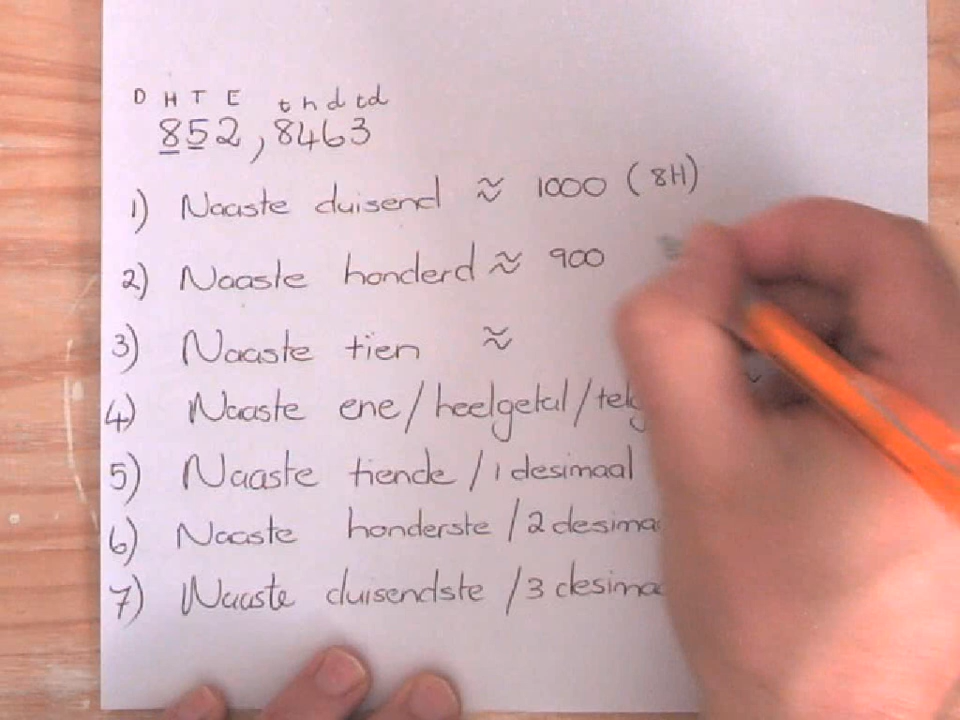 D H T E t h d td
852,8463
1) Naaste duisend ≈ 1000 (8H)
2) Naaste honderd ≈ 900
3) Naaste tien ≈
4) Naaste ene/heelgetal/
5) Naaste tiende/1 desimaal
6) Naaste honderste/2
7) Naaste duisendste/3